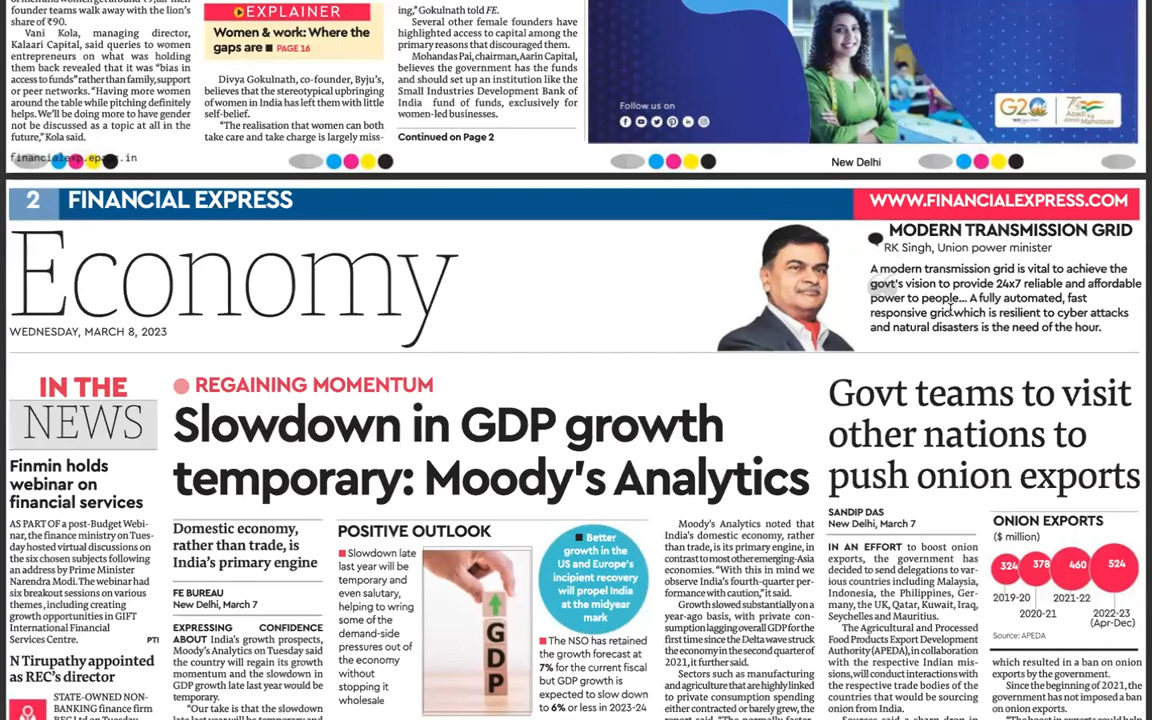 founder teams walk away with the lion's
share of ₹90.
Vani Kola, managing director,
Kalaari Capital, said queries to women
entrepreneurs on what was holding
them back revealed that it was "bias in
access to funds" rather than family, support
or peer networks. "Having more women
around the table while pitching definitely
helps. We'll be doing more to have gender
not be discussed as a topic at all in the
future," Kola said.
EXPLAINER
Women & work: Where the
gaps are ■ PAGE 16
Divya Gokulnath, co-founder, Byju's,
believes that the stereotypical upbringing
of women in India has left them with little
self-belief.
"The realisation that women can both
take care and take charge is largely miss-
ing," Gokulnath told FE.
Several other female founders have
highlighted access to capital among the
primary reasons that discouraged them.
Mohandas Pai, chairman, Aarin Capital,
believes the government has the funds
and should set up an institution like the
Small Industries Development Bank of
India fund of funds, exclusively for
women-led businesses.
Continued on Page 2
Follow us on
G20
financialexp.epapr.in
New Delhi
2 FINANCIAL EXPRESS
WWW.FINANCIALEXPRESS.COM
Economy
WEDNESDAY, MARCH 8, 2023
MODERN TRANSMISSION GRID
RK Singh, Union power minister
A modern transmission grid is vital to achieve the
govt's vision to provide 24x7 reliable and affordable
power to people... A fully automated, fast
responsive grid which is resilient to cyber attacks
and natural disasters is the need of the hour.
IN THE
NEWS
Finmin holds
webinar on
financial services
AS PART OF a post-Budget Webi-
nar, the finance ministry on Tues-
day hosted virtual discussions on
the six chosen subjects following
an address by Prime Minister
Narendra Modi. The webinar had
six breakout sessions on various
themes, including creating
growth opportunities in GIFT
International Financial
Services Centre. PTI
N Tirupathy appointed
as REC's director
STATE-OWNED NON-
BANKING finance firm
REGAINING MOMENTUM
Slowdown in GDP growth
temporary: Moody's Analytics
Domestic economy,
rather than trade, is
India's primary engine
FE BUREAU
New Delhi, March 7
EXPRESSING CONFIDENCE
ABOUT India's growth prospects,
Moody's Analytics on Tuesday said
the country will regain its growth
momentum and the slowdown in
GDP growth late last year would be
temporary.
"Our take is that the slowdown
POSITIVE OUTLOOK
■ Slowdown late
last year will be
temporary and
even salutary,
helping to wring
some of the
demand-side
pressures out of
the economy
without
stopping it
wholesale
G
D
P
■ Better
growth in the
US and Europe's
incipient recovery
will propel India
at the midyear
mark
■ The NSO has retained
the growth forecast at
7% for the current fiscal
but GDP growth is
expected to slow down
to 6% or less in 2023-24
Moody's Analytics noted that
India's domestic economy, rather
than trade, is its primary engine, in
contrast to most other emerging-Asia
economies. "With this in mind we
observe India's fourth-quarter per-
formance with caution," it said.
Growth slowed substantially on a
year-ago basis, with private con-
sumption lagging overall GDP for the
first time since the Delta wave struck
the economy in the second quarter of
2021, it further said.
Sectors such as manufacturing
and agriculture that are highly linked
to private consumption spending
either contracted or barely grew, the
Govt teams to visit
other nations to
push onion exports
SANDIP DAS
New Delhi, March 7
IN AN EFFORT to boost onion
exports, the government has
decided to send delegations to var-
ious countries including Malaysia,
Indonesia, the Philippines, Ger-
many, the UK, Qatar, Kuwait, Iraq,
Seychelles and Mauritius.
The Agricultural and Processed
Food Products Export Development
Authority (APEDA), in collaboration
with the respective Indian mis-
sions, will conduct interactions with
the respective trade bodies of the
countries that would be sourcing
onion from India.
ONION EXPORTS
($ million)
324 378 460 524
2019-20 2021-22
2020-21 2022-23
(Apr-Dec)
Source: APEDA
which resulted in a ban on onion
exports by the government.
Since the beginning of 2021, the
government has not imposed a ban
on onion exports.